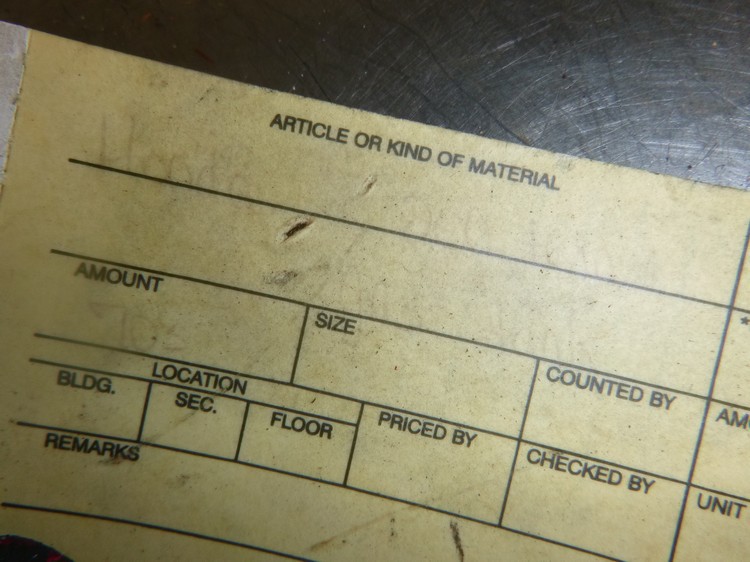 ARTICLE OR KIND OF MATERIAL
AMOUNT
SIZE
COUNTED BY
LOCATION
BLDG.
SEC.
FLOOR
PRICED BY
CHECKED BY
UNIT
REMARKS